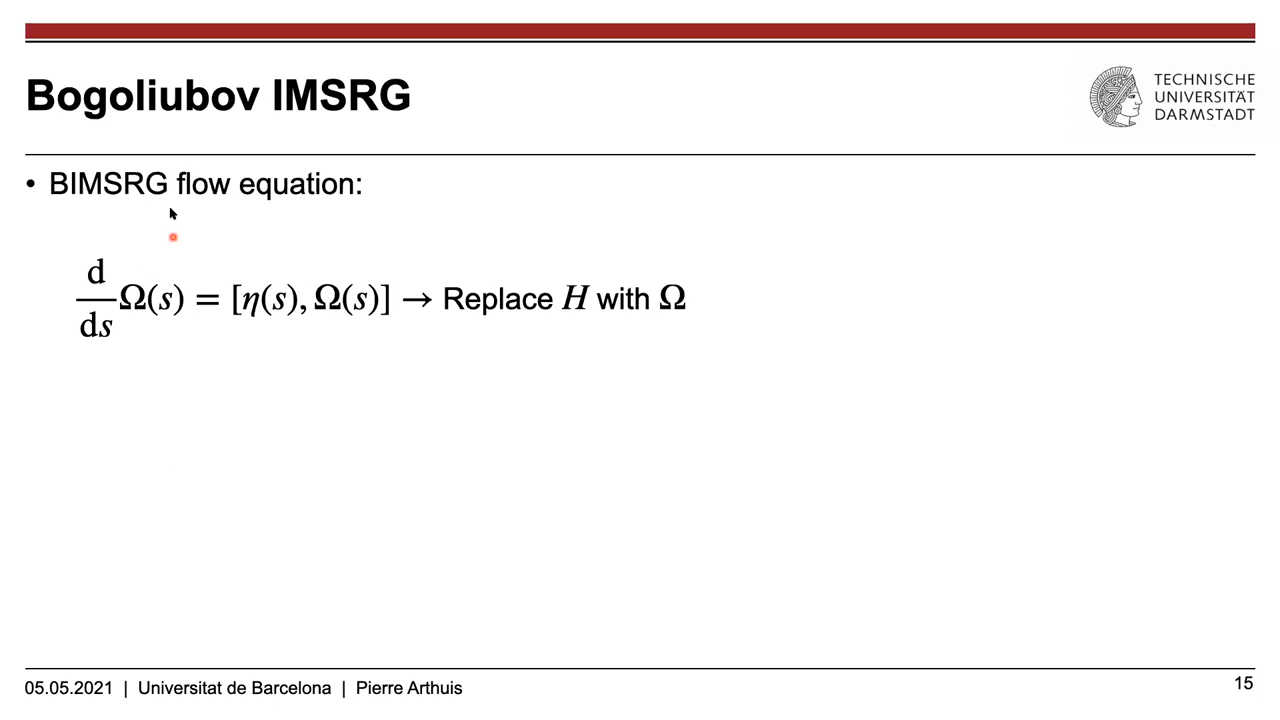 Bogoliubov IMSRG
TECHNISCHE
UNIVERSITÄT
DARMSTADT
• BIMSRG flow equation:
d/ds Ω(s) = [η(s), Ω(s)] → Replace H with Ω
05.05.2021 | Universitat de Barcelona | Pierre Arthuis
15